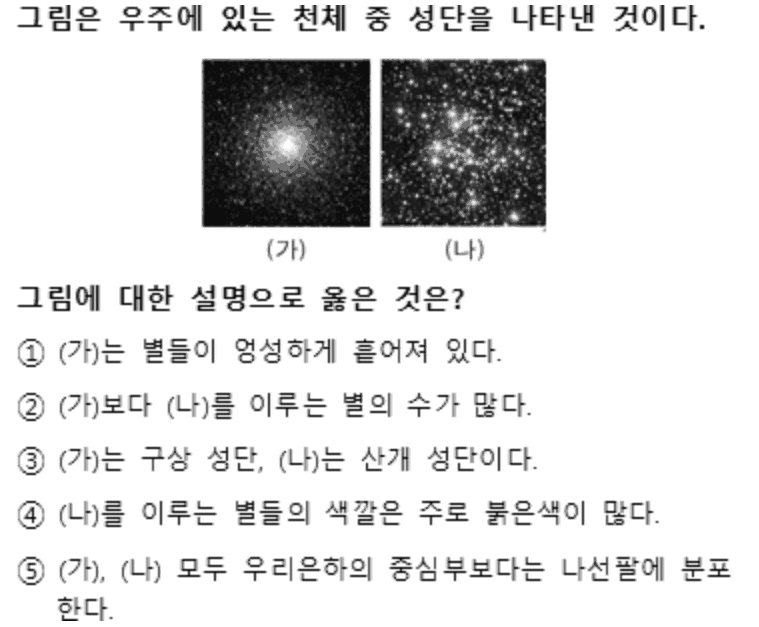 그림은 우주에 있는 천체 중 성단을 나타낸 것이다.
(가) (나)
그림에 대한 설명으로 옳은 것은?
① (가)는 별들이 엉성하게 흩어져 있다.
② (가)보다 (나)를 이루는 별의 수가 많다.
③ (가)는 구상 성단, (나)는 산개 성단이다.
④ (나)를 이루는 별들의 색깔은 주로 붉은색이 많다.
⑤ (가), (나) 모두 우리은하의 중심부보다는 나선팔에 분포
한다.